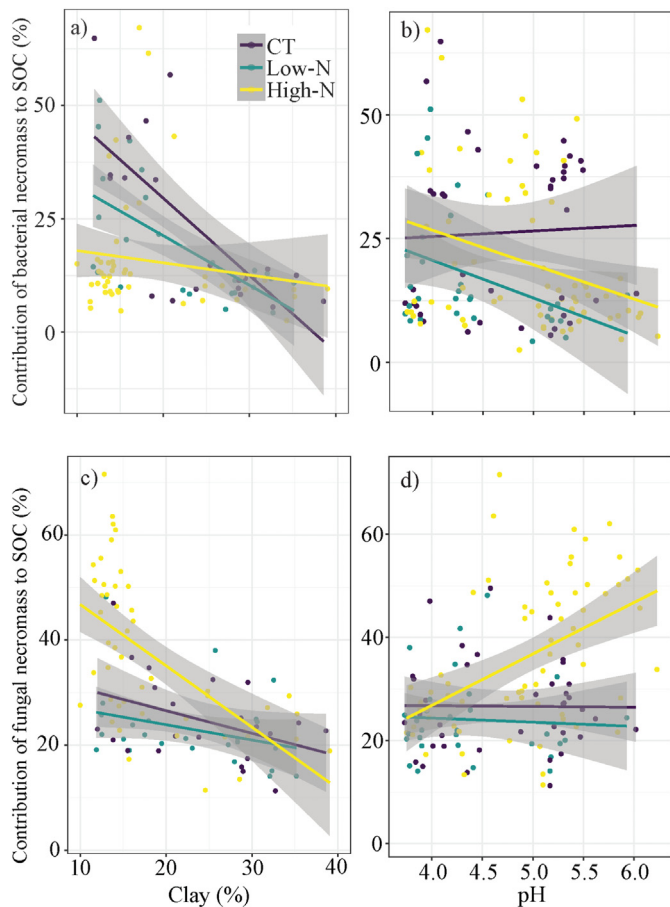 a)
CT
Low-N
High-N
b)
Contribution of bacterial necromass to SOC (%)
50
25
0
50
25
0
c)
d)
Contribution of fungal necromass to SOC (%)
60
40
20
0
60
40
20
0
10 20 30 40
Clay (%)
4.0 4.5 5.0 5.5 6.0
pH